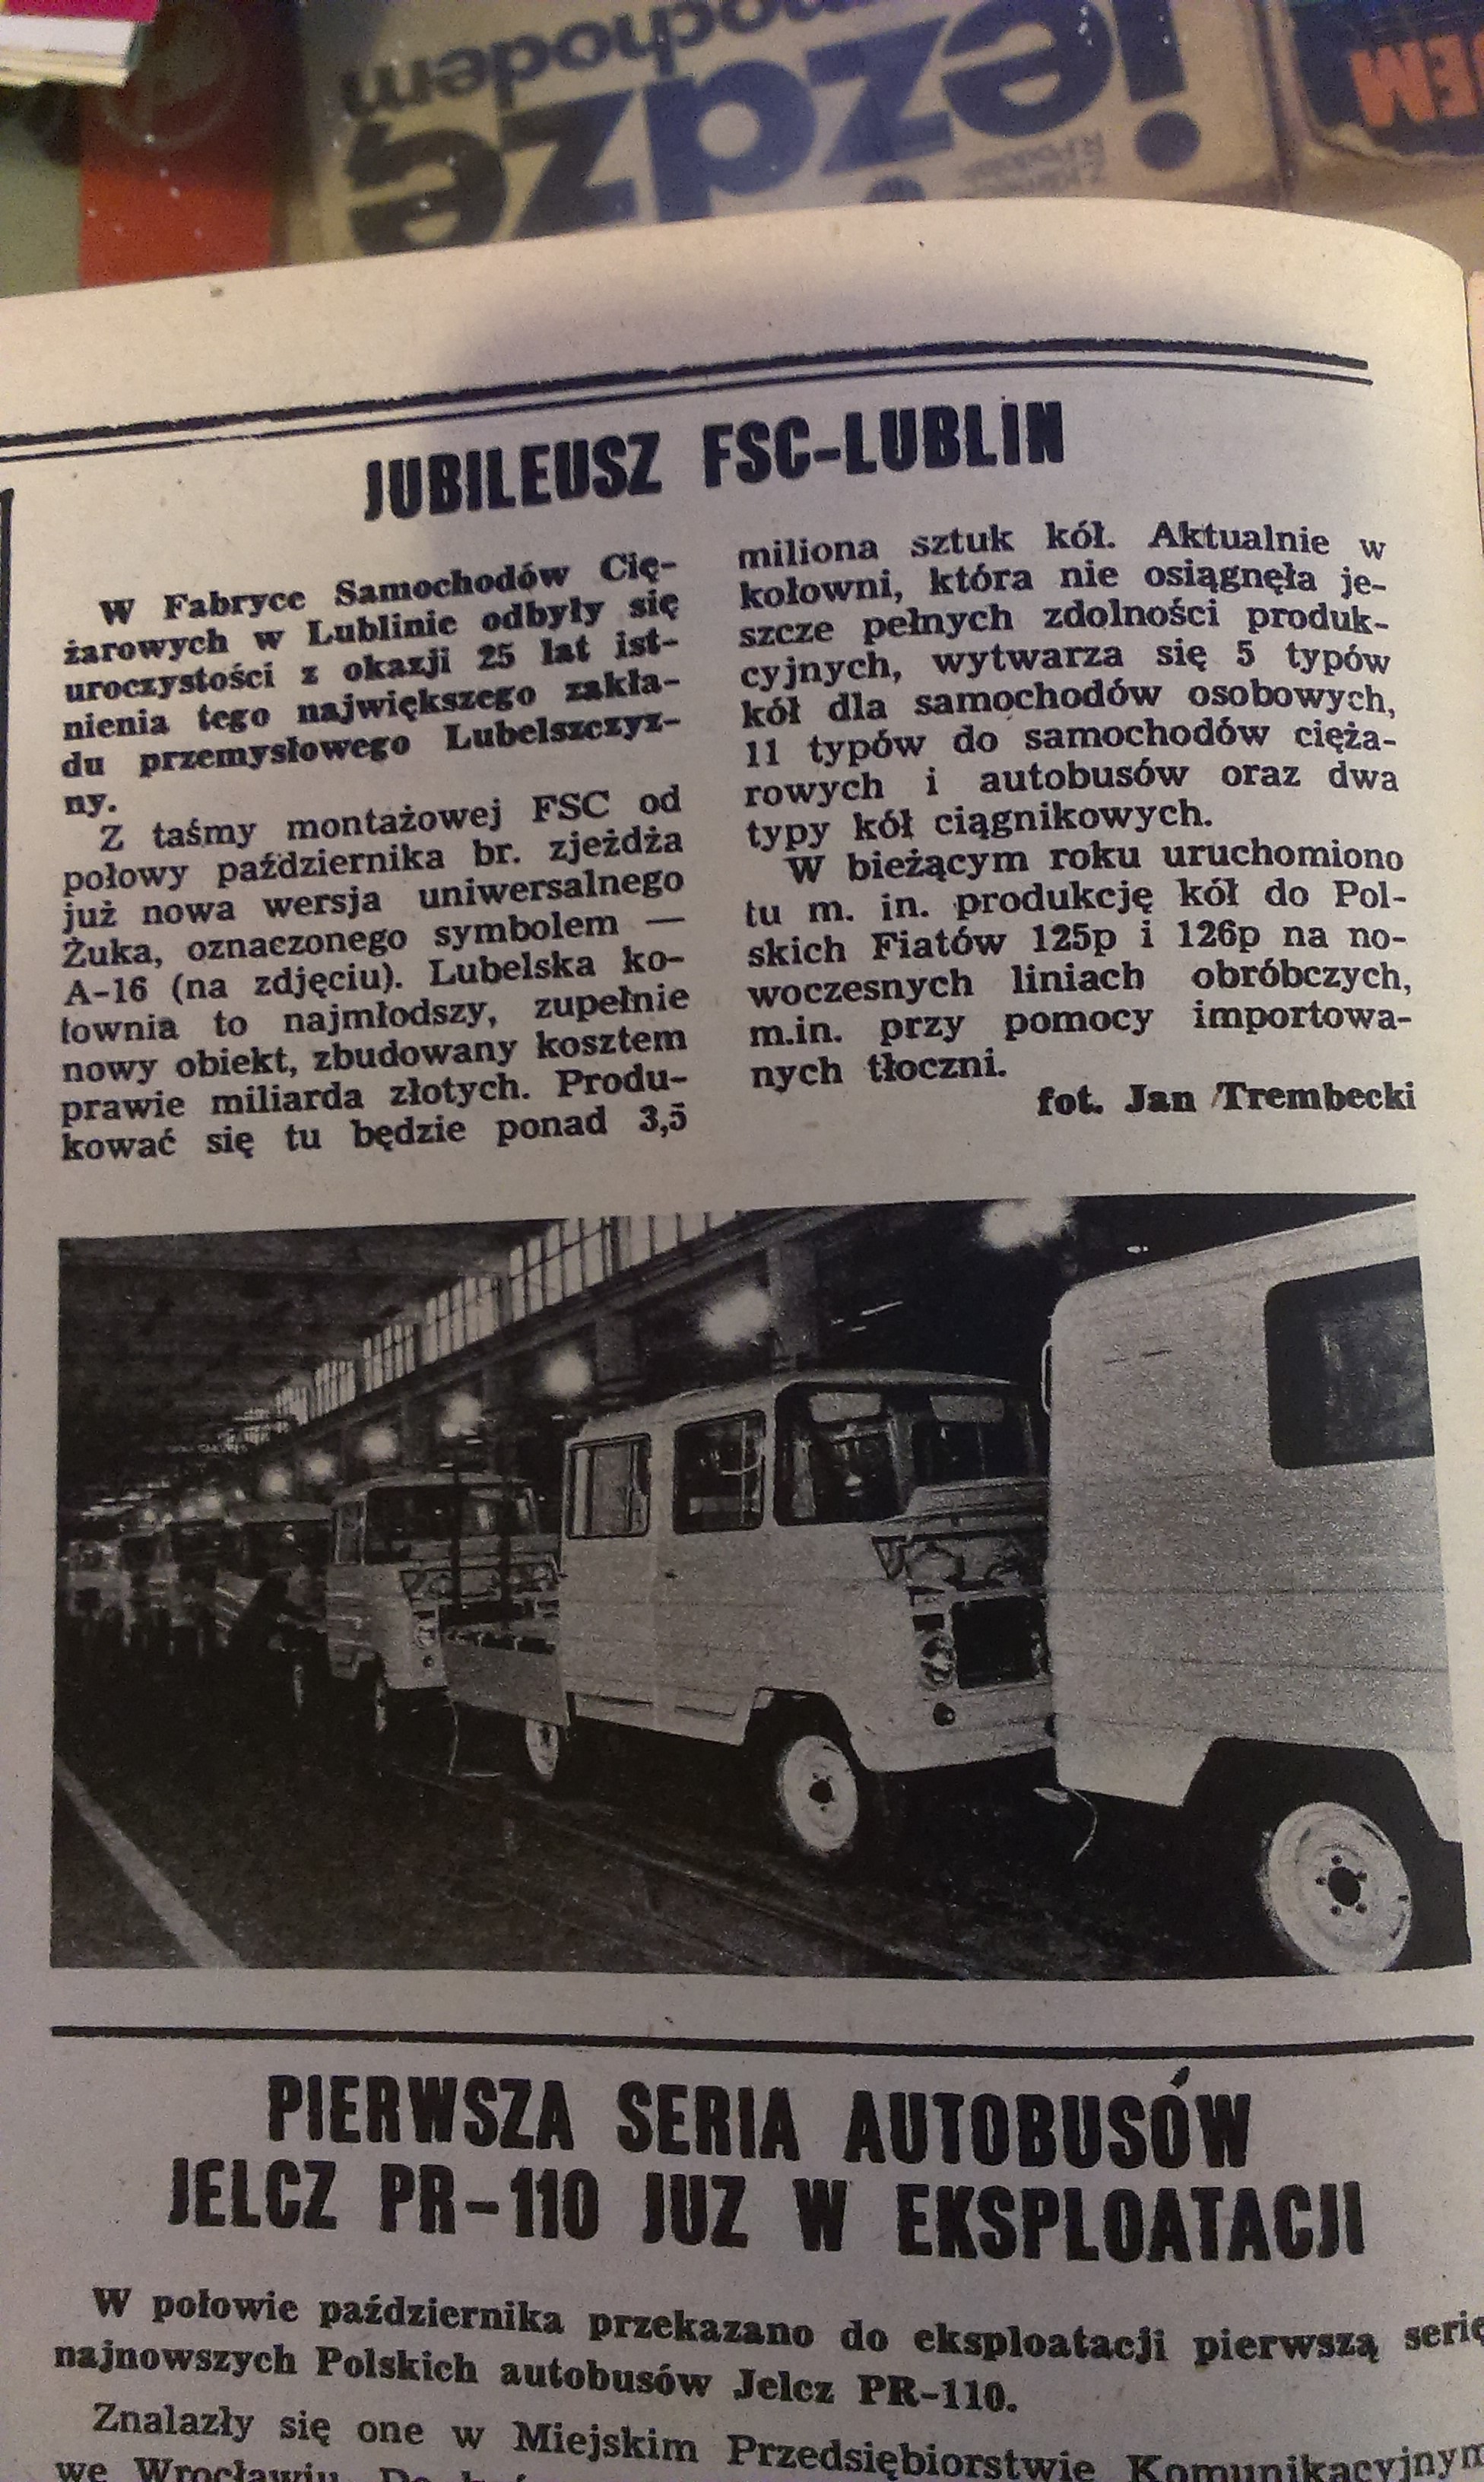 jeżdżę
samochodem
JUBILEUSZ FSC-LUBLIN
W Fabryce Samochodów Cię-
żarowych w Lublinie odbyły się
uroczystości z okazji 25 lat ist-
nienia tego największego zakła-
du przemysłowego Lubelszczyz-
ny.
Z taśmy montażowej FSC od
połowy października br. zjeżdża
już nowa wersja uniwersalnego
Żuka, oznaczonego symbolem —
A-16 (na zdjęciu). Lubelska ko-
łownia to najmłodszy, zupełnie
nowy obiekt, zbudowany kosztem
prawie miliarda złotych. Produ-
kować się tu będzie ponad 3,5
miliona sztuk kół. Aktualnie w
kołowni, która nie osiągnęła je-
szcze pełnych zdolności produk-
cyjnych, wytwarza się 5 typów
kół dla samochodów osobowych,
11 typów do samochodów cięża-
rowych i autobusów oraz dwa
typy kół ciągnikowych.
W bieżącym roku uruchomiono
tu m. in. produkcję kół do Pol-
skich Fiatów 125p i 126p na no-
woczesnych liniach obróbczych,
m.in. przy pomocy importowa-
nych tłoczni.
fot. Jan Trembecki
PIERWSZA SERIA AUTOBUSÓW
JELCZ PR-110 JUZ W EKSPLOATACJI
W połowie października przekazano do eksploatacji pierwszą serię
najnowszych Polskich autobusów Jelcz PR-110.
Znalazły się one w Miejskim Przedsiębiorstwie Komunikacyjnym
we Wrocławiu. Do